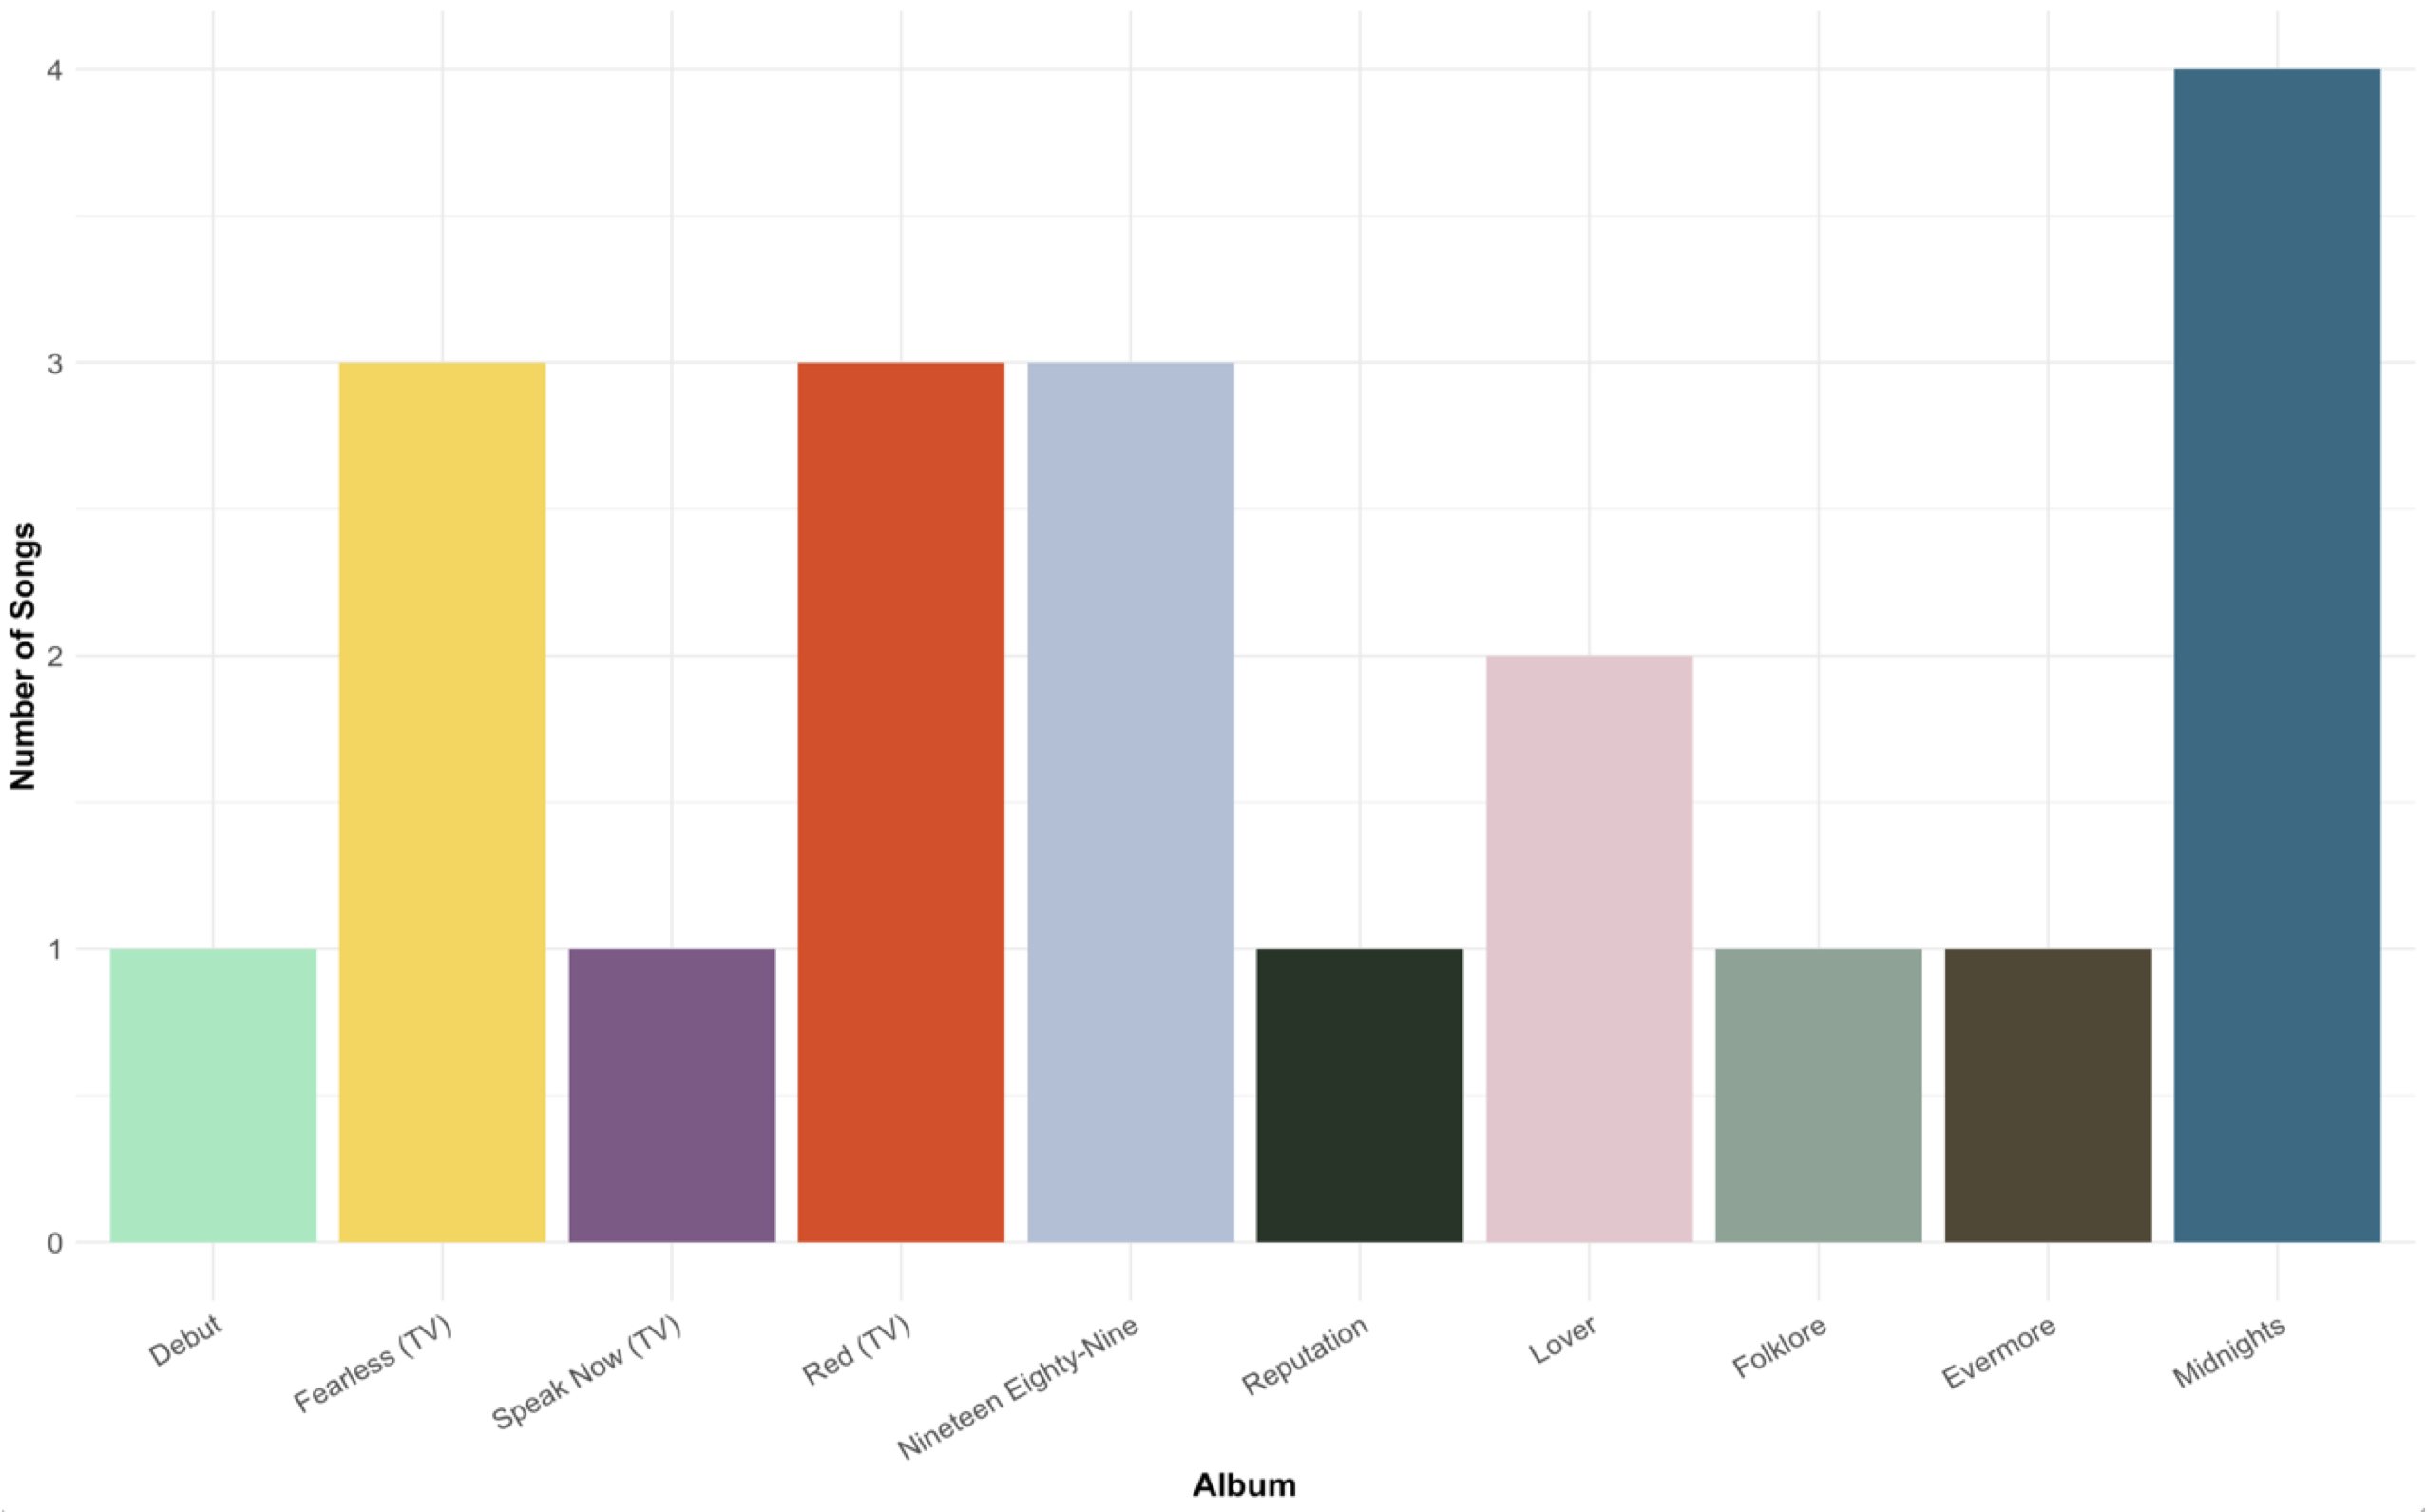 4
3
2
1
0
Number of Songs
Debut
Fearless (TV)
Speak Now (TV)
Red (TV)
Nineteen Eighty-Nine
Reputation
Lover
Folklore
Evermore
Midnights
Album